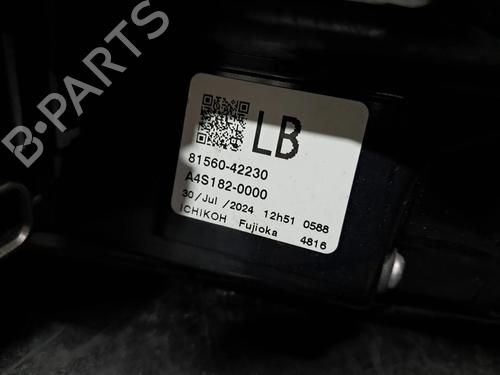 B-PARTS
LB
81560-42230
A4S182-0000
30/Jul/2024 12h51 0588
ICHIKOH Fujioka 4816